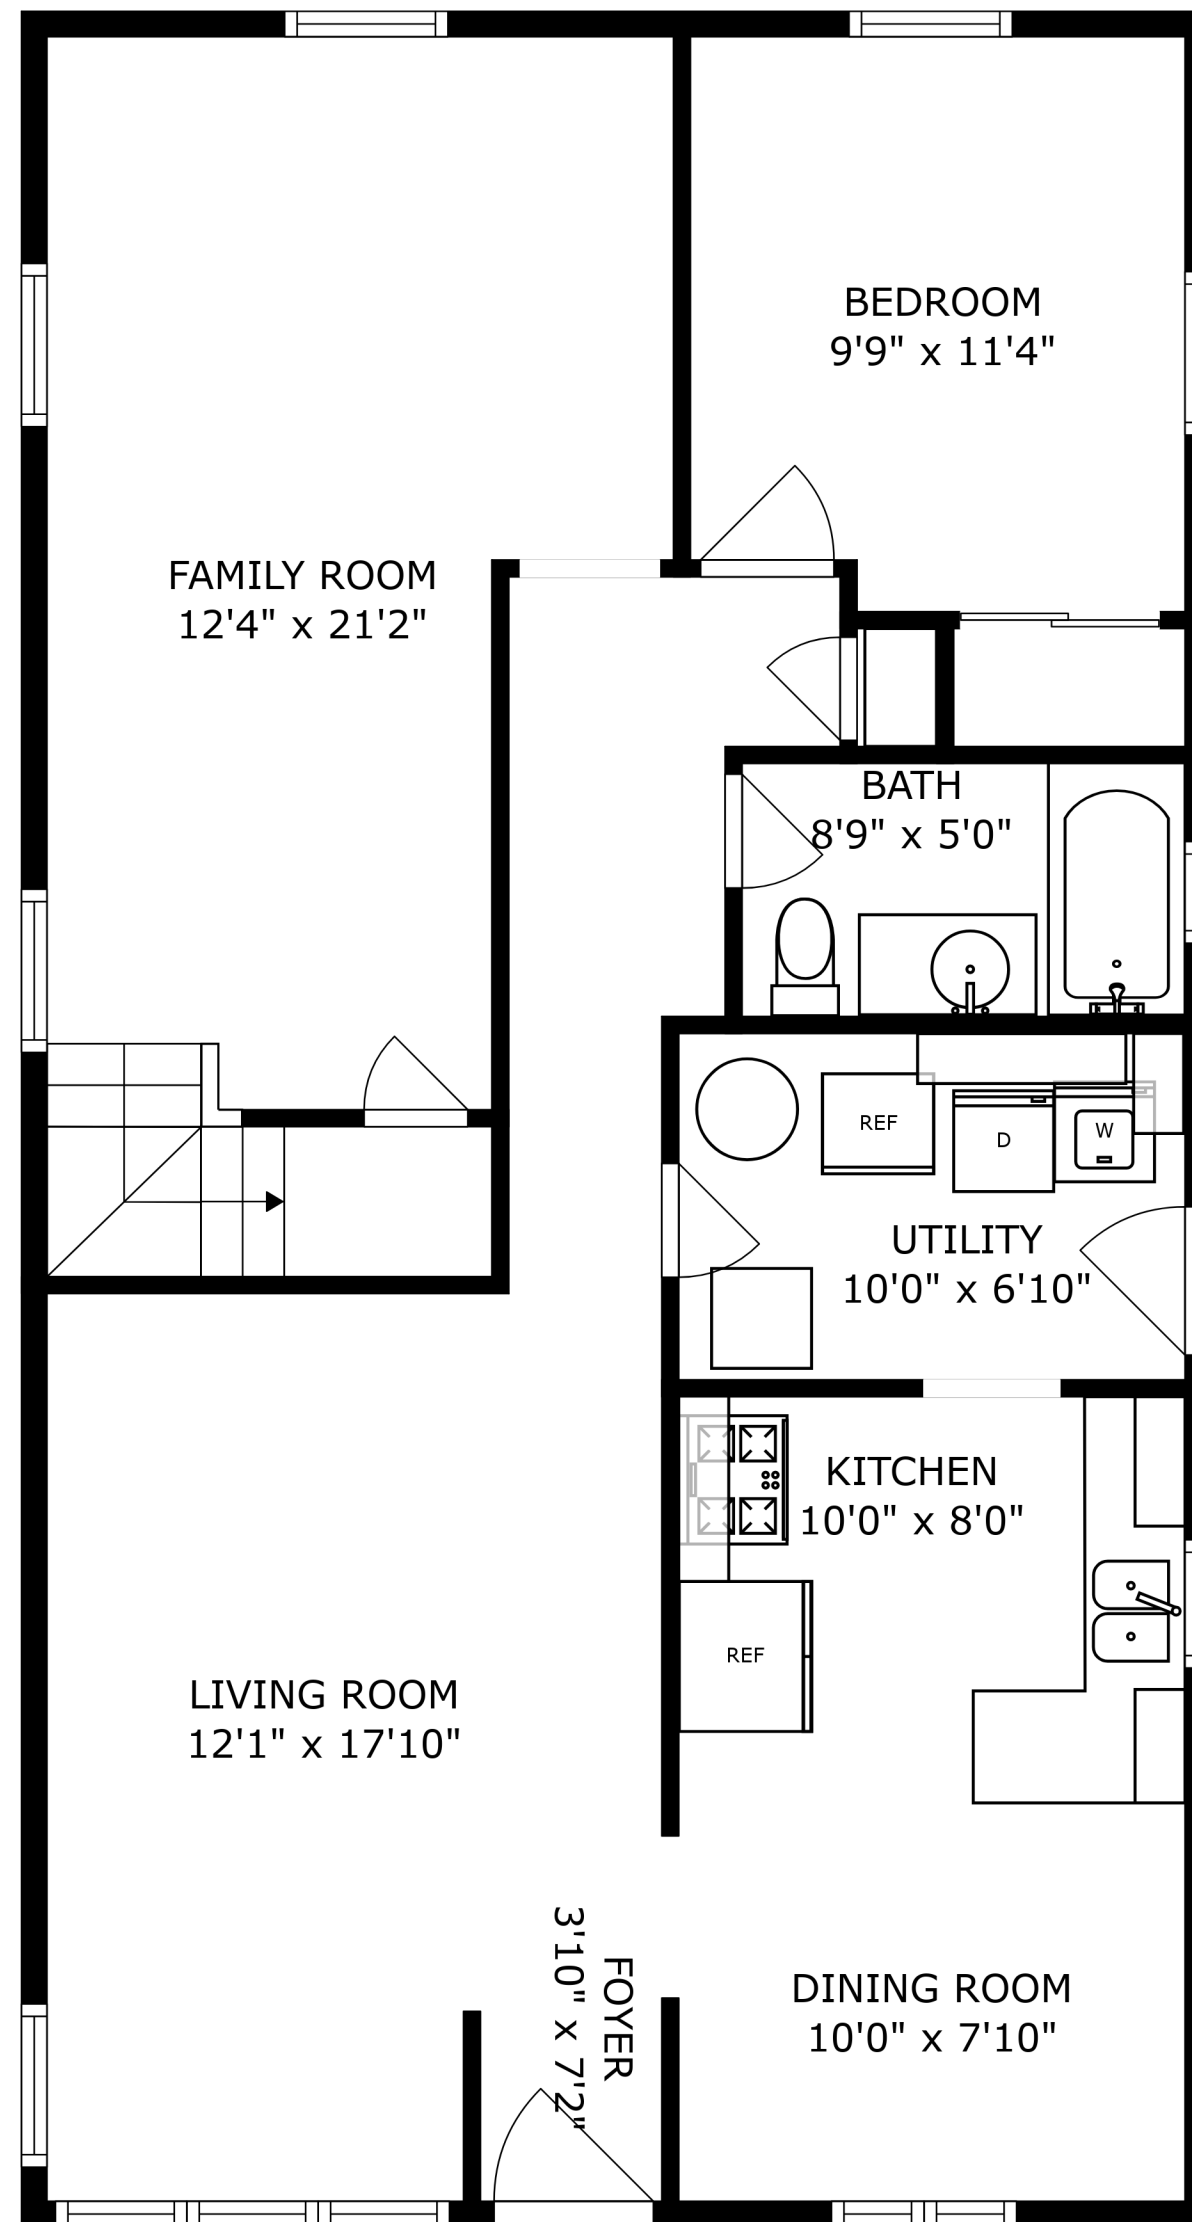 BEDROOM
9'9" x 11'4"
FAMILY ROOM
12'4" x 21'2"
BATH
8'9" x 5'0"
REF
D
W
UTILITY
10'0" x 6'10"
KITCHEN
10'0" x 8'0"
REF
LIVING ROOM
12'1" x 17'10"
FOYER
3'10" x 7'2"
DINING ROOM
10'0" x 7'10"